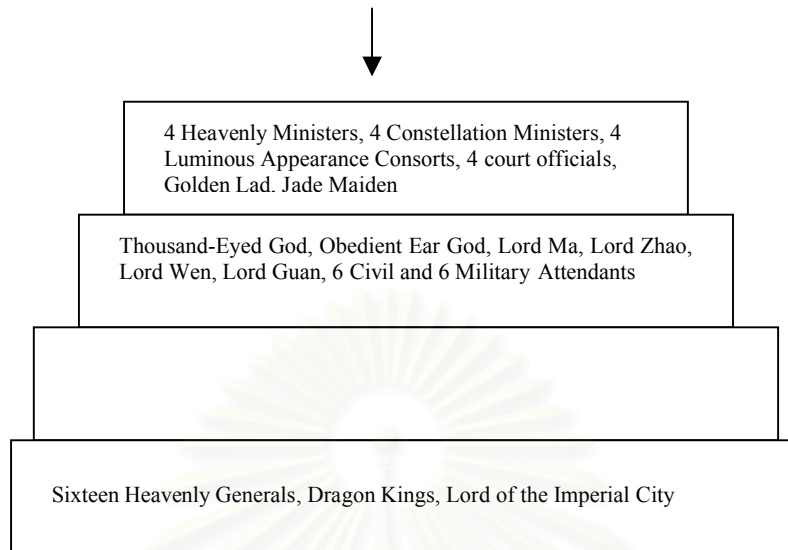 4 Heavenly Ministers, 4 Constellation Ministers, 4
Luminous Appearance Consorts, 4 court officials,
Golden Lad. Jade Maiden
Thousand-Eyed God, Obedient Ear God, Lord Ma, Lord Zhao,
Lord Wen, Lord Guan, 6 Civil and 6 Military Attendants
Sixteen Heavenly Generals, Dragon Kings, Lord of the Imperial City